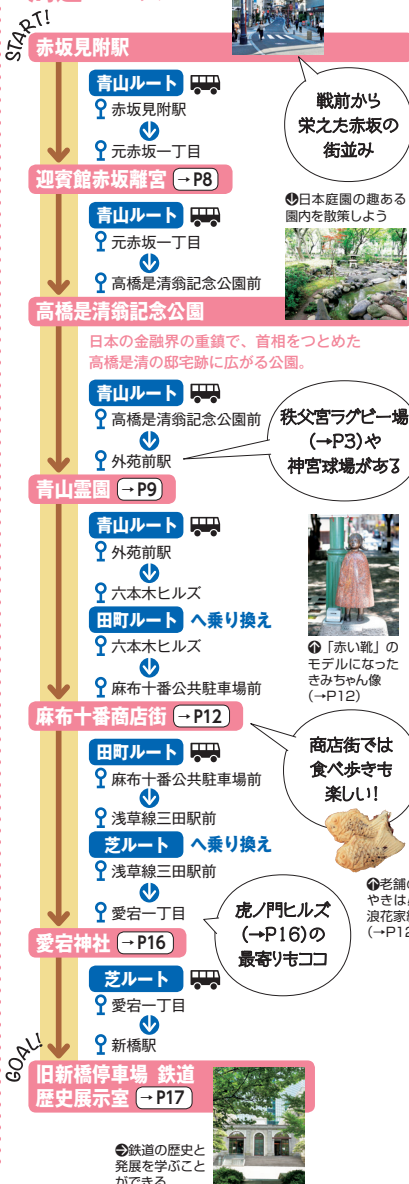 START!
赤坂見附駅
青山ルート
赤坂見附駅
元赤坂一丁目
戦前から
栄えた赤坂の
街並み
迎賓館赤坂離宮 →P8
青山ルート
元赤坂一丁目
高橋是清翁記念公園前
日本庭園の趣ある
園内を散策しよう
高橋是清翁記念公園
日本の金融界の重鎮で、首相をつとめた
高橋是清の邸宅跡に広がる公園。
青山ルート
高橋是清翁記念公園前
外苑前駅
秩父宮ラグビー場
(→P3)や
神宮球場がある
青山霊園 →P9
青山ルート
外苑前駅
六本木ヒルズ
田町ルート へ乗り換え
六本木ヒルズ
麻布十番公共駐車場前
「赤い靴」の
モデルになった
きみちゃん像
(→P12)
麻布十番商店街 →P12
田町ルート
麻布十番公共駐車場前
浅草線三田駅前
商店街では
食べ歩きも
楽しい!
芝ルート へ乗り換え
浅草線三田駅前
愛宕一丁目
老舗の
やきは
浪花家
(→P12
虎ノ門ヒルズ
(→P16)の
最寄りもココ
愛宕神社 →P16
芝ルート
愛宕一丁目
新橋駅
GOAL!
旧新橋停車場 鉄道
歴史展示室 →P17
鉄道の歴史と
発展を学ぶこと
ができる